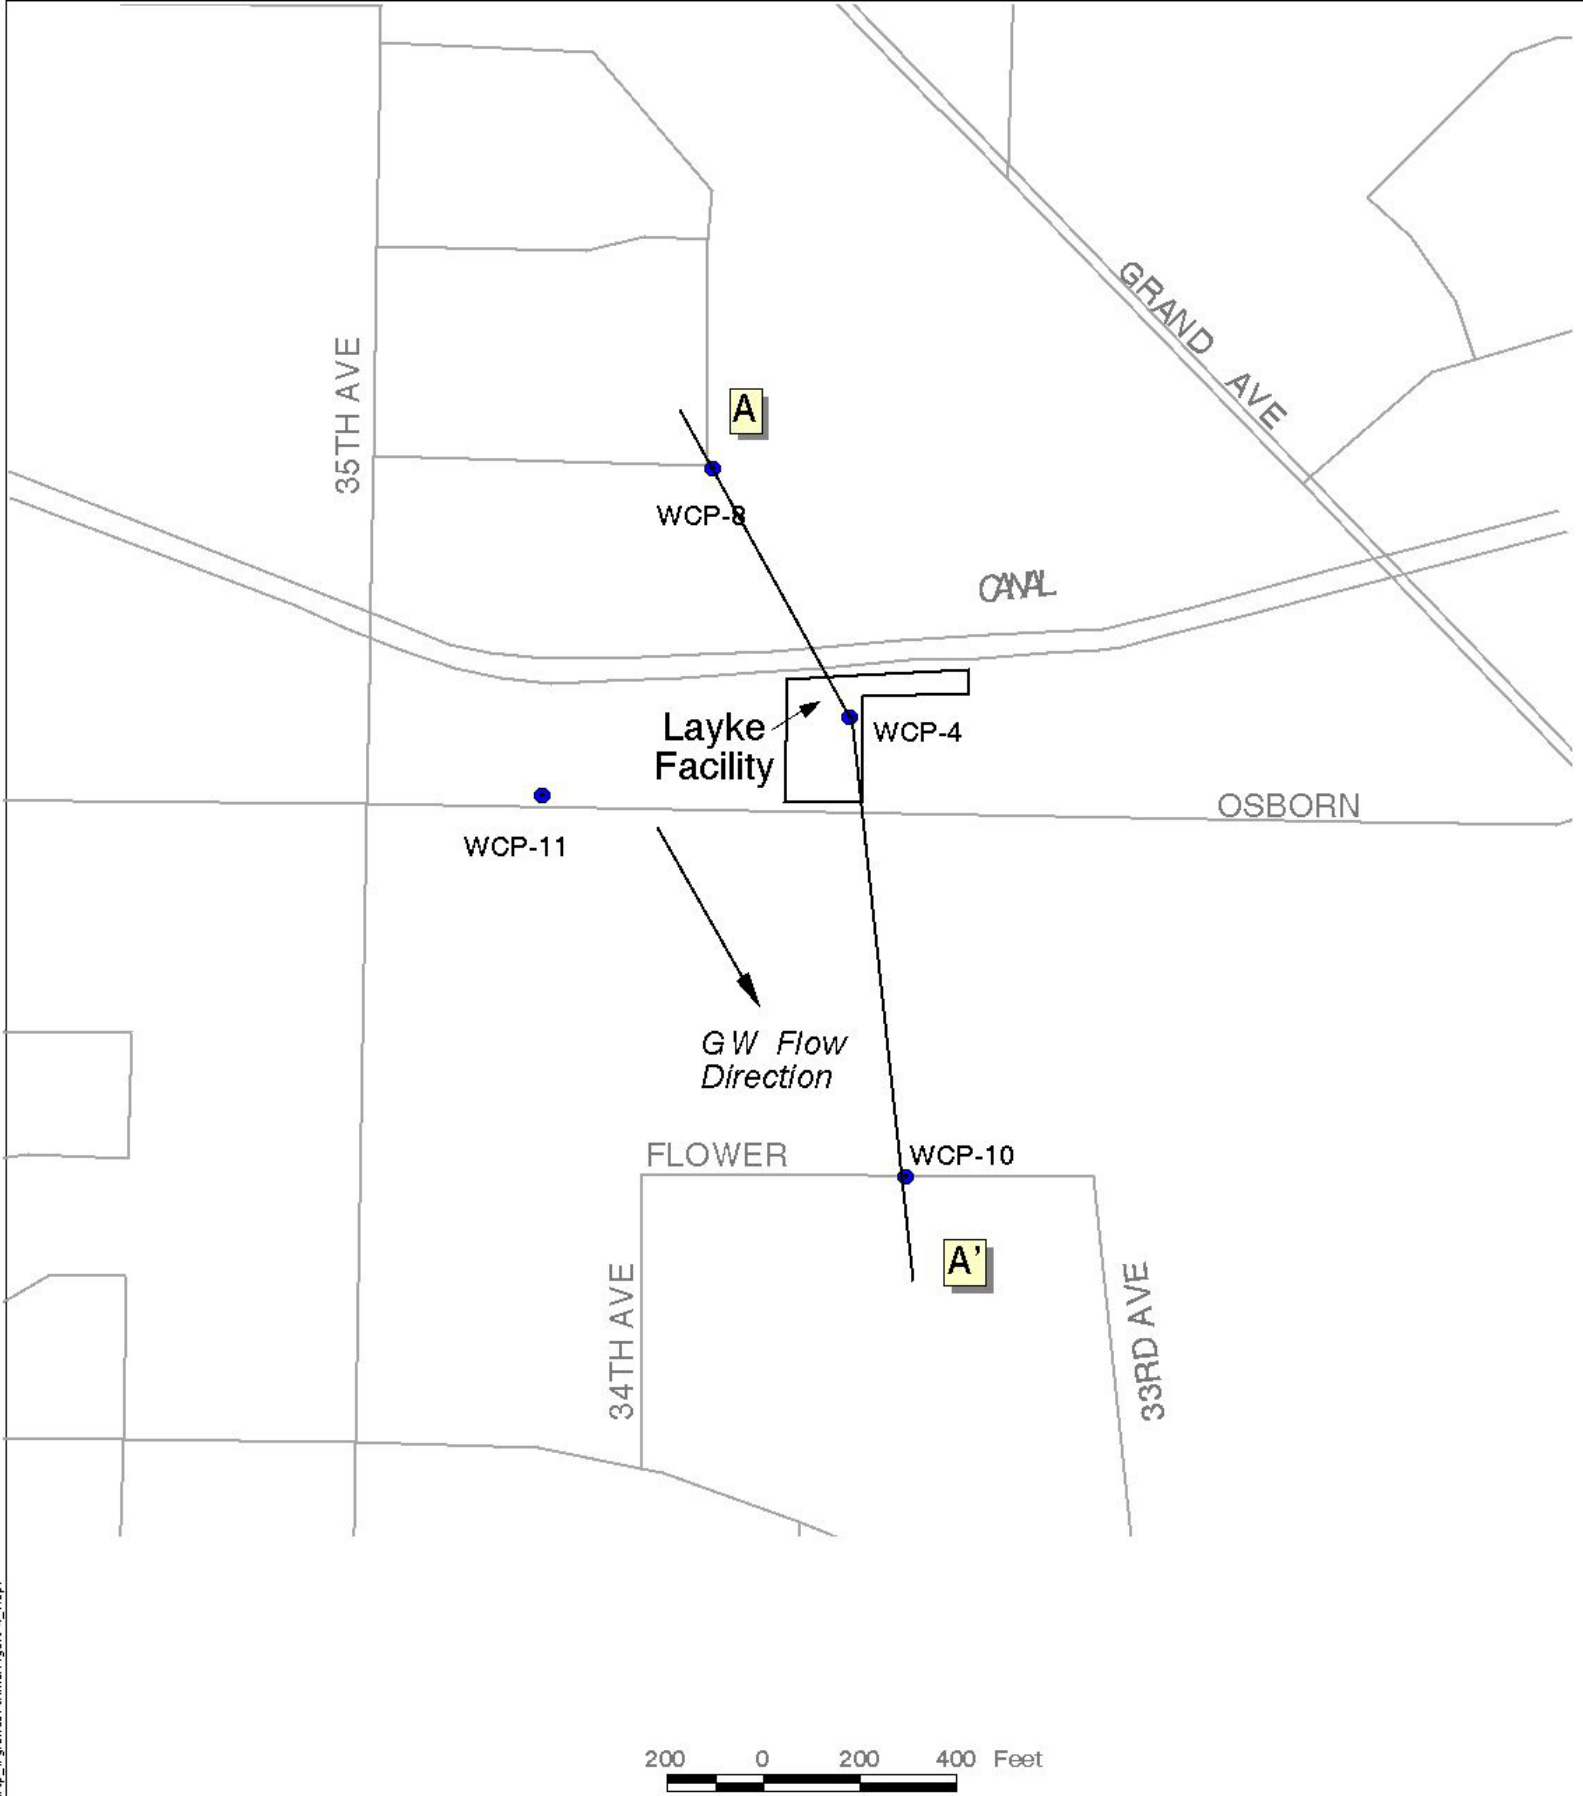 GRAND AVE
35TH AVE
A
WCP-8
CANAL
Layke
Facility
WCP-4
OSBORN
WCP-11
GW Flow
Direction
FLOWER
WCP-10
A'
34TH AVE
33RD AVE
200 0 200 400 Feet